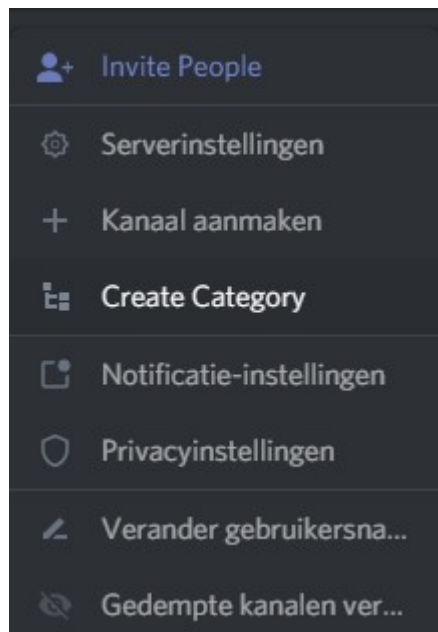 Invite People
Serverinstellingen
Kanaal aanmaken
Create Category
Notificatie-instellingen
Privacyinstellingen
Verander gebruikersna...
Gedempte kanalen ver...